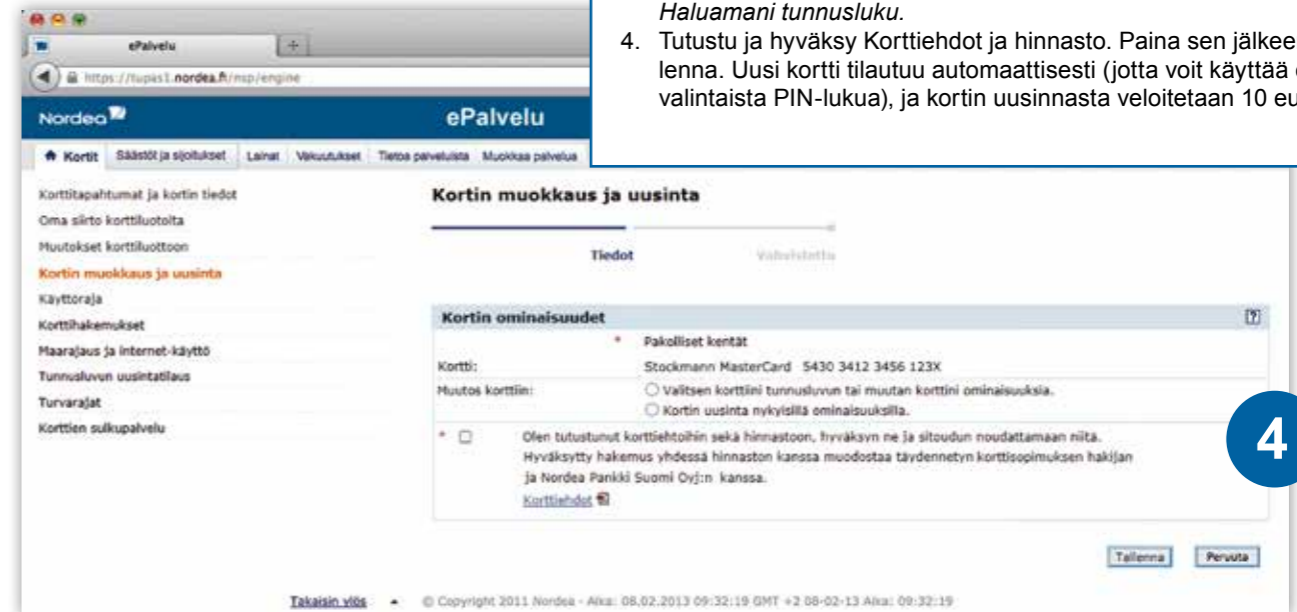 Haluamani tunnusluku.
4. Tutustu ja hyväksy Korttiehdot ja hinnasto. Paina sen jälkee
lenna. Uusi kortti tilautuu automaattisesti (jotta voit käyttää
valintaista PIN-lukua), ja kortin uusinnasta veloitetaan 10 eu
ePalvelu
https://tupas1.nordea.fi/nsp/engine
Nordea ePalvelu
Kortit Säästöt ja sijoitukset Lainat Vakuutukset Tietoa palveluista Muokkaa palvelua
Korttitapahtumat ja kortin tiedot
Oma siirto korttiluotolta
Muutokset korttiluottoon
Kortin muokkaus ja uusinta
Käyttöraja
Korttihakemukset
Maarajaus ja internet-käyttö
Tunnusluvun uusintatilaus
Turvarajat
Korttien sulkupalvelu
Kortin muokkaus ja uusinta
Tiedot Vahvistettu
Kortin ominaisuudet ?
* Pakolliset kentät
Kortti: Stockmann MasterCard 5430 3412 3456 123X
Muutos korttiin: Valitsen korttiini tunnusluvun tai muutan korttini ominaisuuksia.
Kortin uusinta nykyisillä ominaisuuksilla.
* Olen tutustunut korttiehtoihin sekä hinnastoon, hyväksyn ne ja sitoudun noudattamaan niitä.
Hyväksytty hakemus yhdessä hinnaston kanssa muodostaa täydennetyn korttisopimuksen hakijan
ja Nordea Pankki Suomi Oyj:n kanssa.
Korttiehdot
4
Tallenna Peruuta
Takaisin ylös © Copyright 2011 Nordea - Aika: 08.02.2013 09:32:19 GMT +2 08-02-13 Aika: 09:32:19